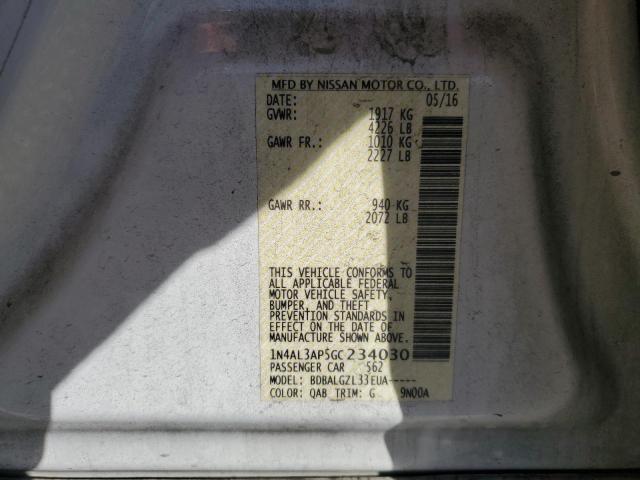 MFD BY NISSAN MOTOR CO., LTD.
DATE: 05/16
GVWR: 1917 KG
4226 LB
GAWR FR.: 1010 KG
2227 LB
GAWR RR.: 940 KG
2072 LB
THIS VEHICLE CONFORMS TO
ALL APPLICABLE FEDERAL
MOTOR VEHICLE SAFETY,
BUMPER, AND THEFT
PREVENTION STANDARDS IN
EFFECT ON THE DATE OF
MANUFACTURE SHOWN ABOVE.
1N4AL3AP5GC234030
PASSENGER CAR 562
MODEL: BDBALGZL33EUA-----
COLOR: QAB TRIM: G 9N00A